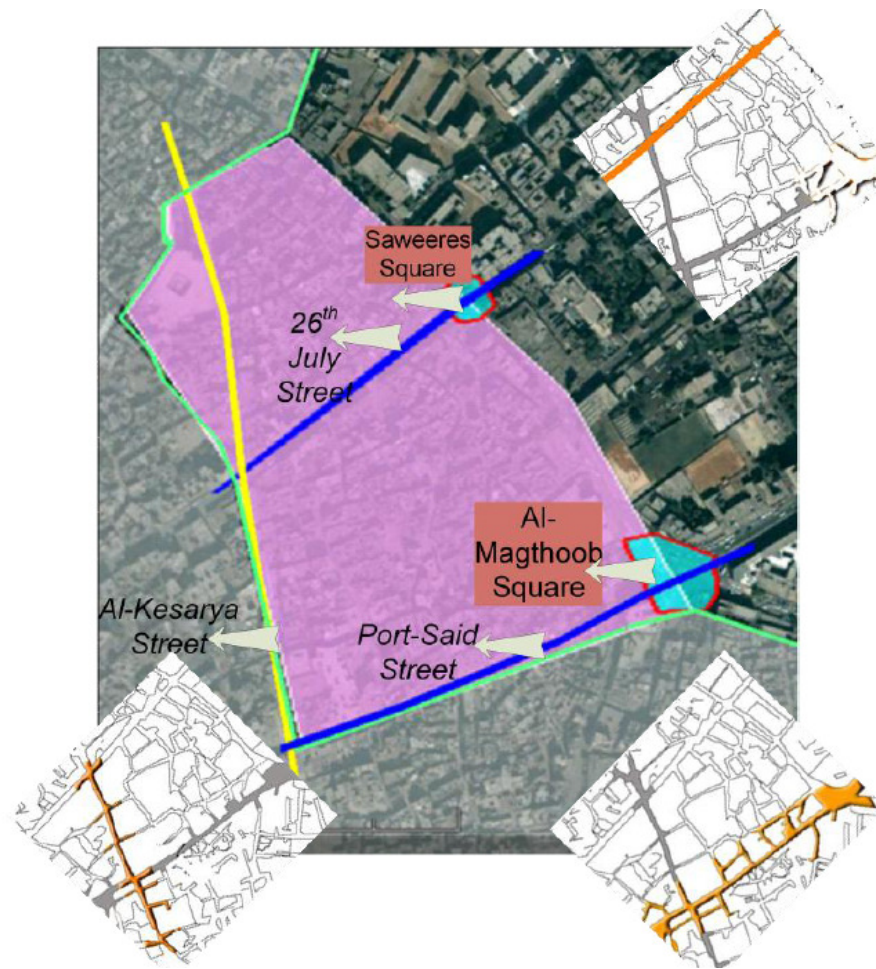 Saweeres
Square
26th
July
Street
Al-
Magthoob
Square
Al-Kesarya
Street
Port-Said
Street